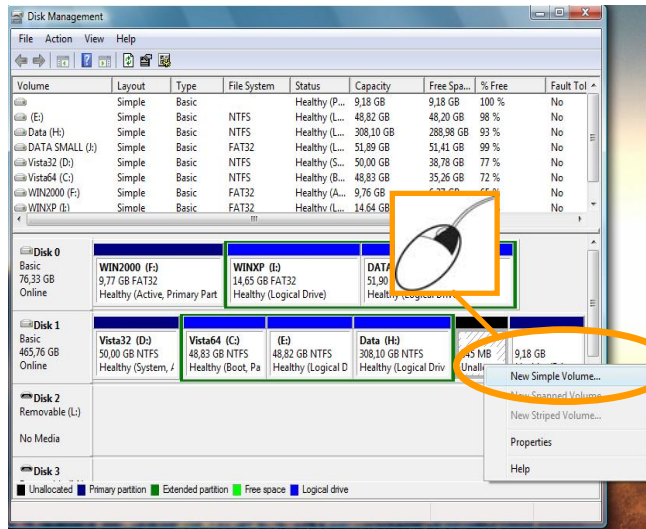 Disk Management
File Action View Help
Volume Layout Type File System Status Capacity Free Spa... % Free Fault Tol
Simple Basic Healthy (P... 9,18 GB 9,18 GB 100 % No
(E:) Simple Basic NTFS Healthy (L... 48,82 GB 48,20 GB 98 % No
Data (H:) Simple Basic NTFS Healthy (L... 308,10 GB 288,98 GB 93 % No
DATA SMALL (J:) Simple Basic FAT32 Healthy (L... 51,89 GB 51,41 GB 99 % No
Vista32 (D:) Simple Basic NTFS Healthy (S... 50,00 GB 38,78 GB 77 % No
Vista64 (C:) Simple Basic NTFS Healthy (B... 48,83 GB 35,26 GB 72 % No
WIN2000 (F:) Simple Basic FAT32 Healthy (A... 9,76 GB No
WINXP (I:) Simple Basic FAT32 Healthy (L... 14,64 GB No
Disk 0
Basic
76,33 GB
Online
WIN2000 (F:)
9,77 GB FAT32
Healthy (Active, Primary Part
WINXP (I:)
14,65 GB FAT32
Healthy (Logical Drive)
DATA
51,90
Healthy (Logical Drive)
Disk 1
Basic
465,76 GB
Online
Vista32 (D:)
50,00 GB NTFS
Healthy (System, A
Vista64 (C:)
48,83 GB NTFS
Healthy (Boot, Pa
(E:)
48,82 GB NTFS
Healthy (Logical D
Data (H:)
308,10 GB NTFS
Healthy (Logical Driv
45 MB
Unallo
9,18 GB
New Simple Volume...
New Spanned Volume...
New Striped Volume...
Properties
Help
Disk 2
Removable (L:)
No Media
Disk 3
Unallocated Primary partition Extended partition Free space Logical drive